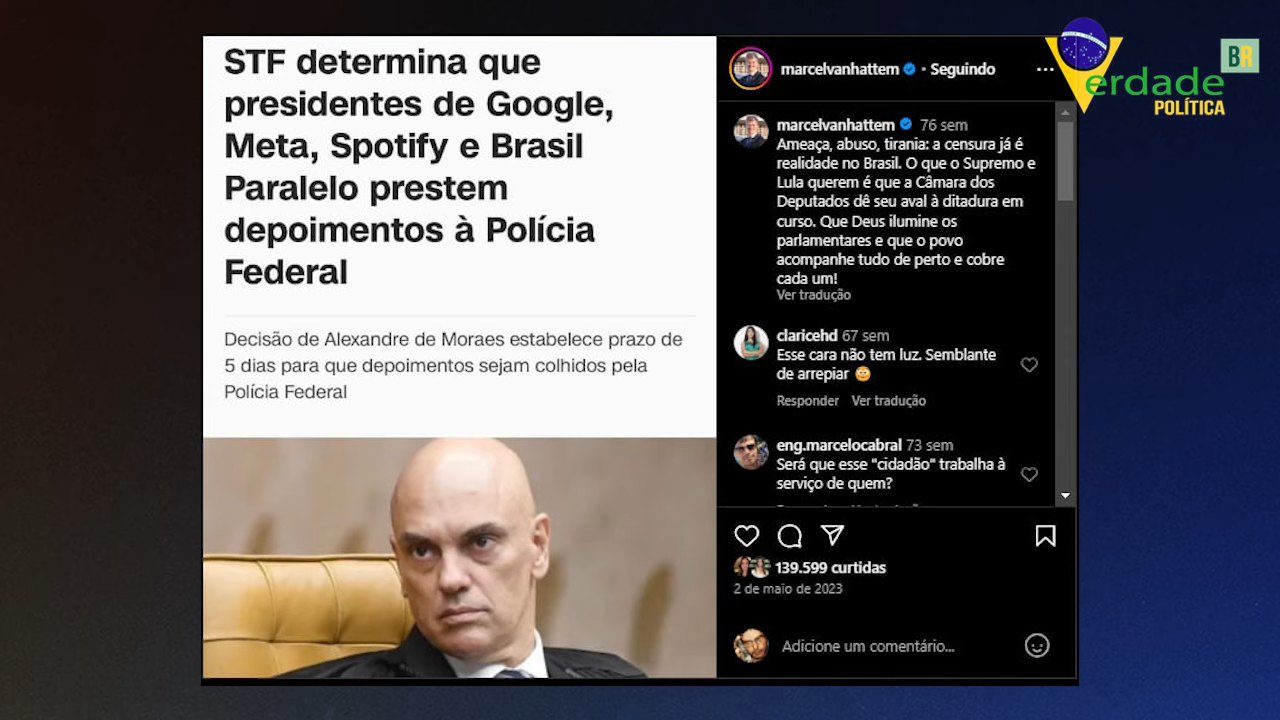 STF determina que
presidentes de Google,
Meta, Spotify e Brasil
Paralelo prestem
depoimentos à Polícia
Federal
Decisão de Alexandre de Moraes estabelece prazo de
5 dias para que depoimentos sejam colhidos pela
Polícia Federal
marcelvanhattem • Seguindo
marcelvanhattem 76 sem
Ameaça, abuso, tirania: a censura já é
realidade no Brasil. O que o Supremo e
Lula querem é que a Câmara dos
Deputados dê seu aval à ditadura em
curso. Que Deus ilumine os
parlamentares e que o povo
acompanhe tudo de perto e cobre
cada um!
Ver tradução
claricehd 67 sem
Esse cara não tem luz. Semblante
de arrepiar 😳
Responder Ver tradução
eng.marcelocabral 73 sem
Será que esse "cidadão" trabalha à
serviço de quem?
139.599 curtidas
2 de maio de 2023
Adicione um comentário...
Verdade
POLÍTICA
BR